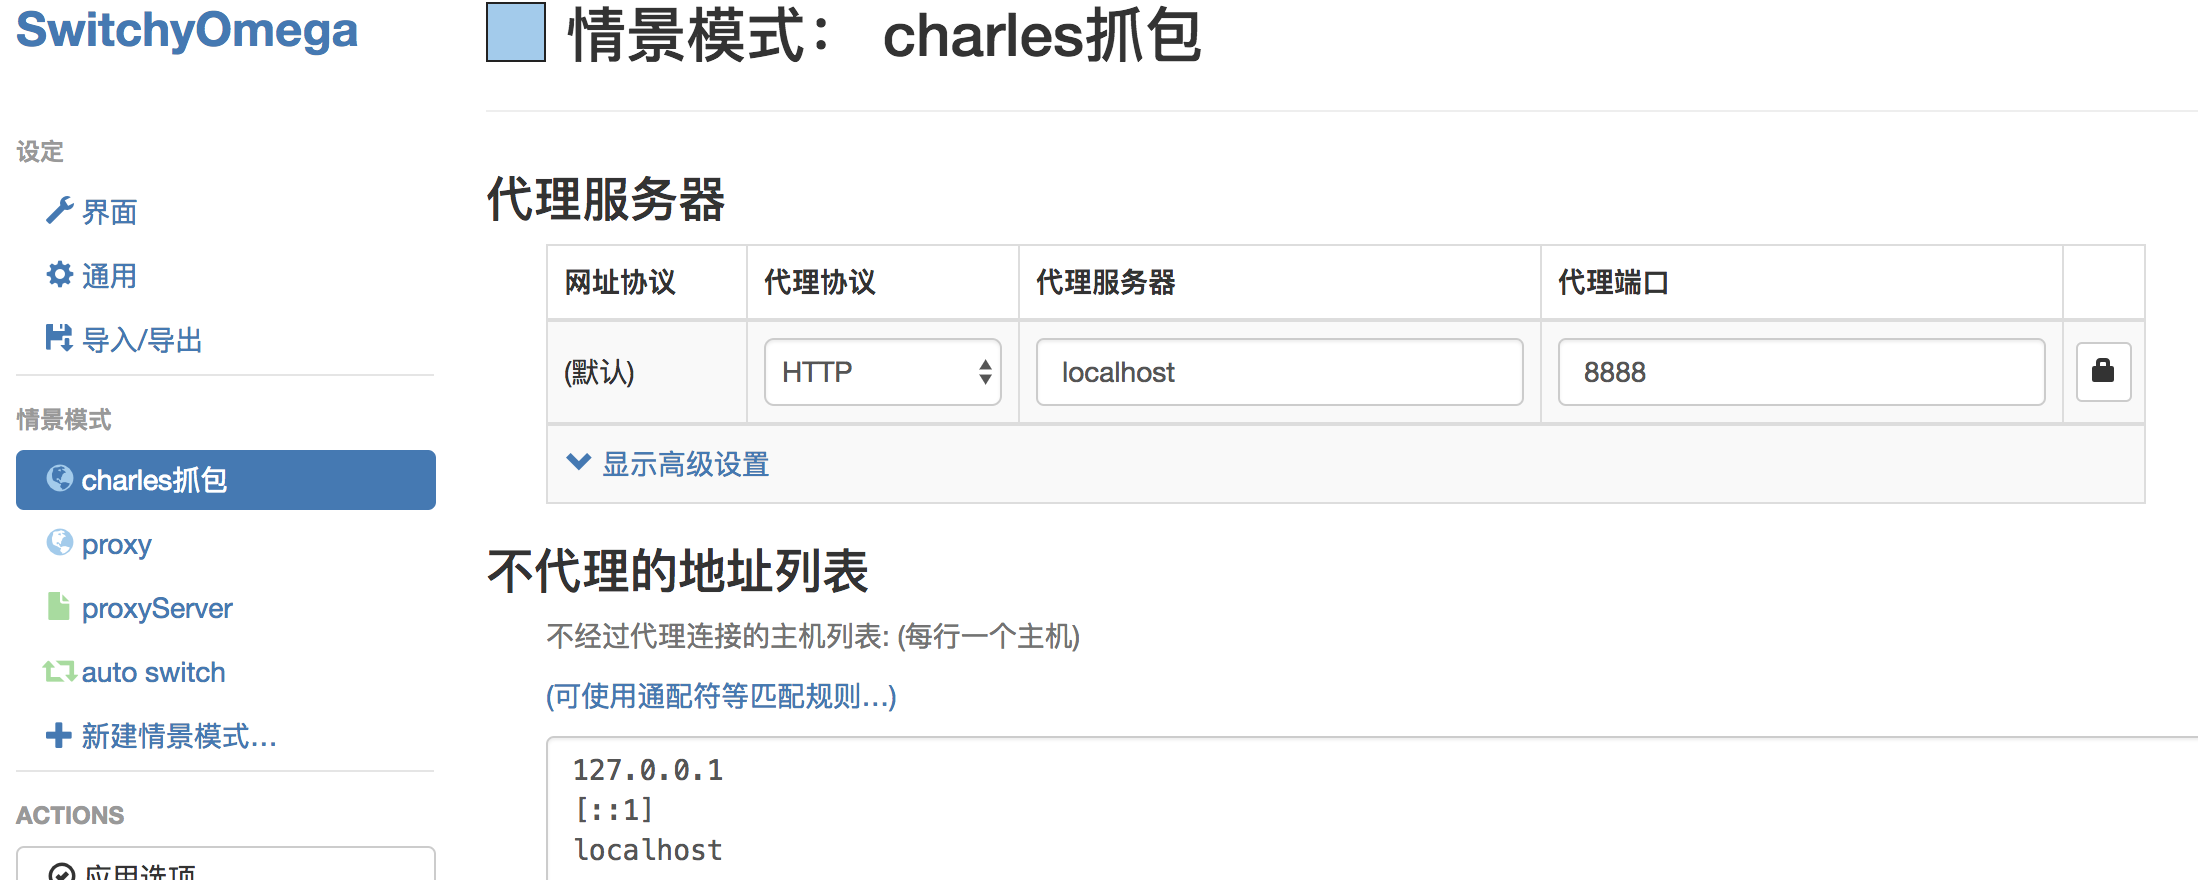 SwitchyOmega
设定
界面
通用
导入/导出
情景模式
charles抓包
proxy
proxyServer
auto switch
新建情景模式...
ACTIONS
应用选项
情景模式： charles抓包
代理服务器
网址协议 代理协议 代理服务器 代理端口
(默认) HTTP localhost 8888
显示高级设置
不代理的地址列表
不经过代理连接的主机列表: (每行一个主机)
(可使用通配符等匹配规则...)
127.0.0.1
[::1]
localhost